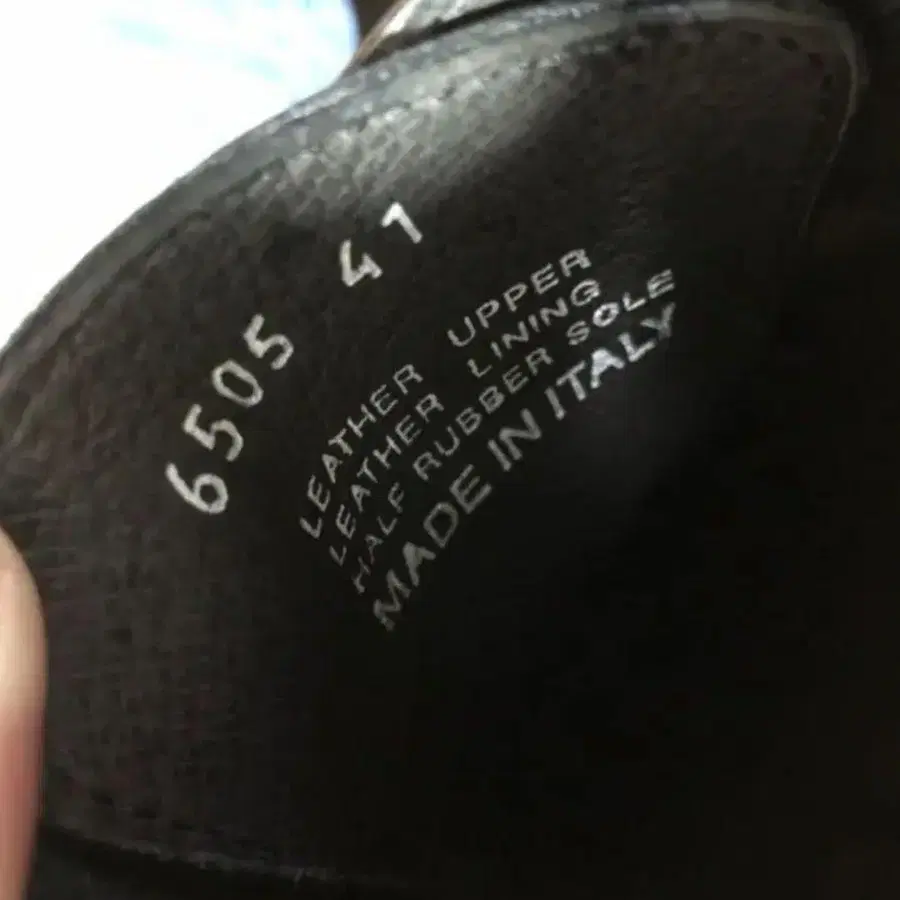 6505 41
LEATHER UPPER
LEATHER LINING
HALF RUBBER SOLE
MADE IN ITALY